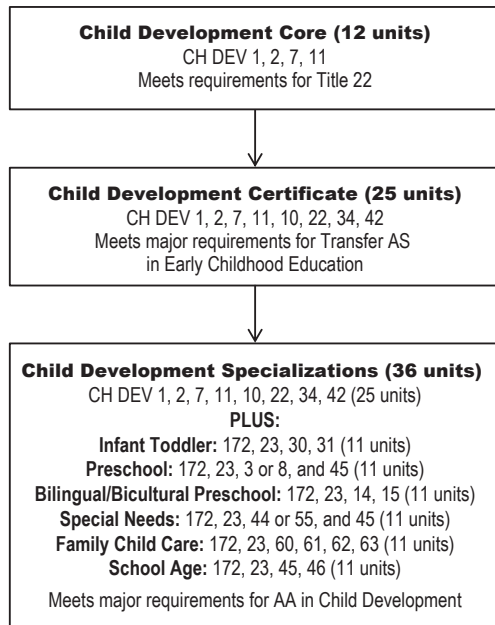 Child Development Core (12 units)
CH DEV 1, 2, 7, 11
Meets requirements for Title 22
Child Development Certificate (25 units)
CH DEV 1, 2, 7, 11, 10, 22, 34, 42
Meets major requirements for Transfer AS
in Early Childhood Education
Child Development Specializations (36 units)
CH DEV 1, 2, 7, 11, 10, 22, 34, 42 (25 units)
PLUS:
Infant Toddler: 172, 23, 30, 31 (11 units)
Preschool: 172, 23, 3 or 8, and 45 (11 units)
Bilingual/Bicultural Preschool: 172, 23, 14, 15 (11 units)
Special Needs: 172, 23, 44 or 55, and 45 (11 units)
Family Child Care: 172, 23, 60, 61, 62, 63 (11 units)
School Age: 172, 23, 45, 46 (11 units)
Meets major requirements for AA in Child Development